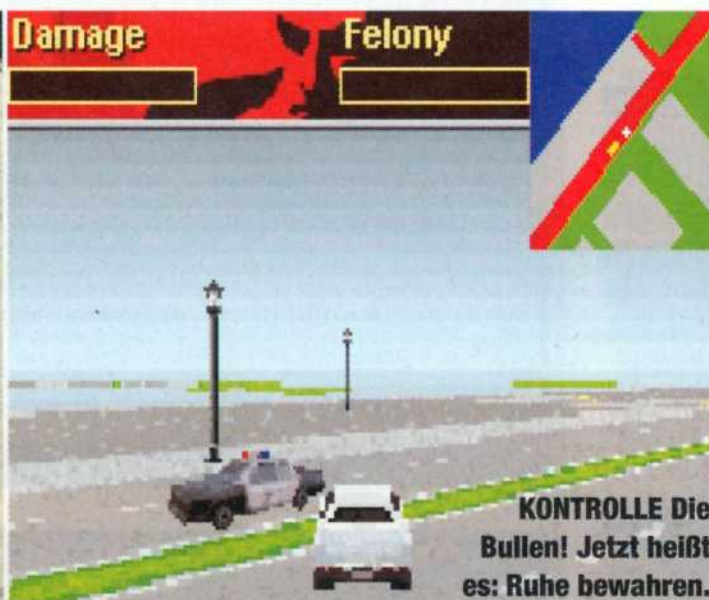 Damage Felony
KONTROLLE Die
Bullen! Jetzt heißt
es: Ruhe bewahren.